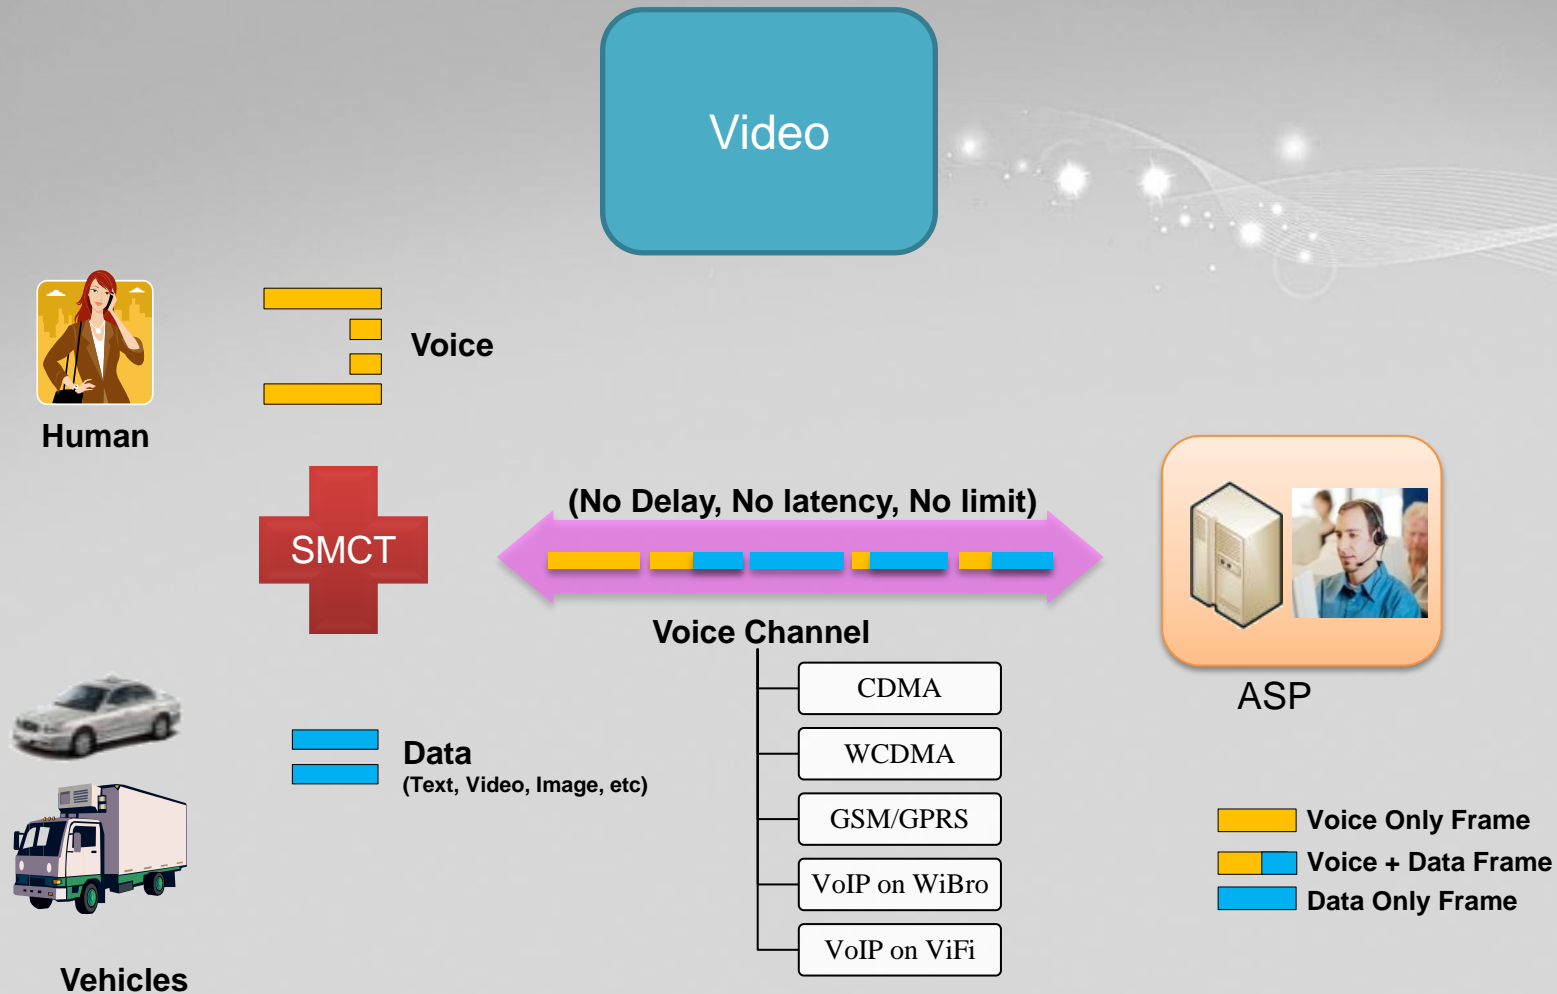 Video
Voice
Human
(No Delay, No latency, No limit)
SMCT
Voice Channel
CDMA
WCDMA
GSM/GPRS
VoIP on WiBro
VoIP on ViFi
ASP
Data
(Text, Video, Image, etc)
Vehicles
Voice Only Frame
Voice + Data Frame
Data Only Frame